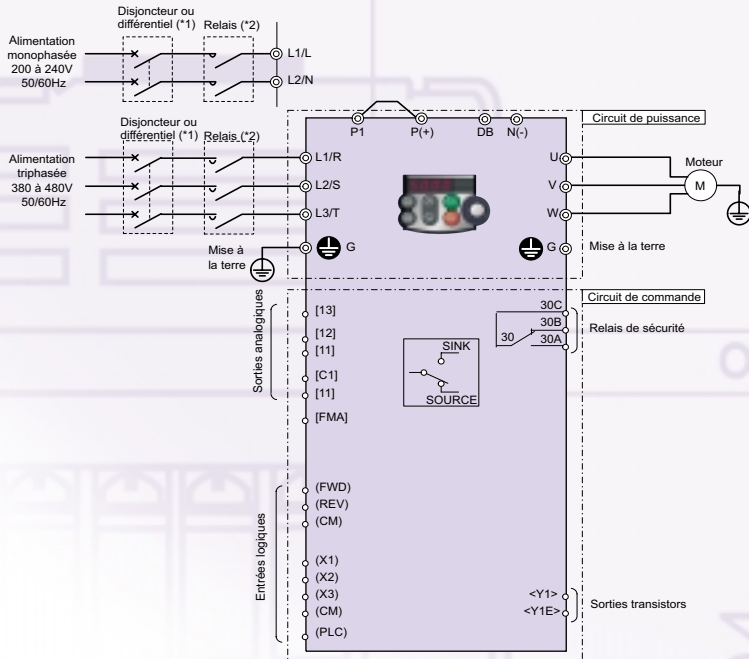 Disjoncteur ou
différentiel (*1)
Relais (*2)
Alimentation
monophasée
200 à 240V
50/60Hz
L1/L
L2/N
Disjoncteur ou
différentiel (*1)
Relais (*2)
Circuit de puissance
P1
P(+)
DB
N(-)
Alimentation
triphasée
380 à 480V
50/60Hz
L1/R
L2/S
L3/T
U
V
W
Moteur
M
Mise à
la terre
G
G
Mise à la terre
Circuit de commande
Sorties analogiques
[13]
[12]
[11]
[C1]
[11]
[FMA]
SINK
SOURCE
30C
30B
30
30A
Relais de sécurité
Entrées logiques
(FWD)
(REV)
(CM)
(X1)
(X2)
(X3)
(CM)
(PLC)
<Y1>
<Y1E>
Sorties transistors